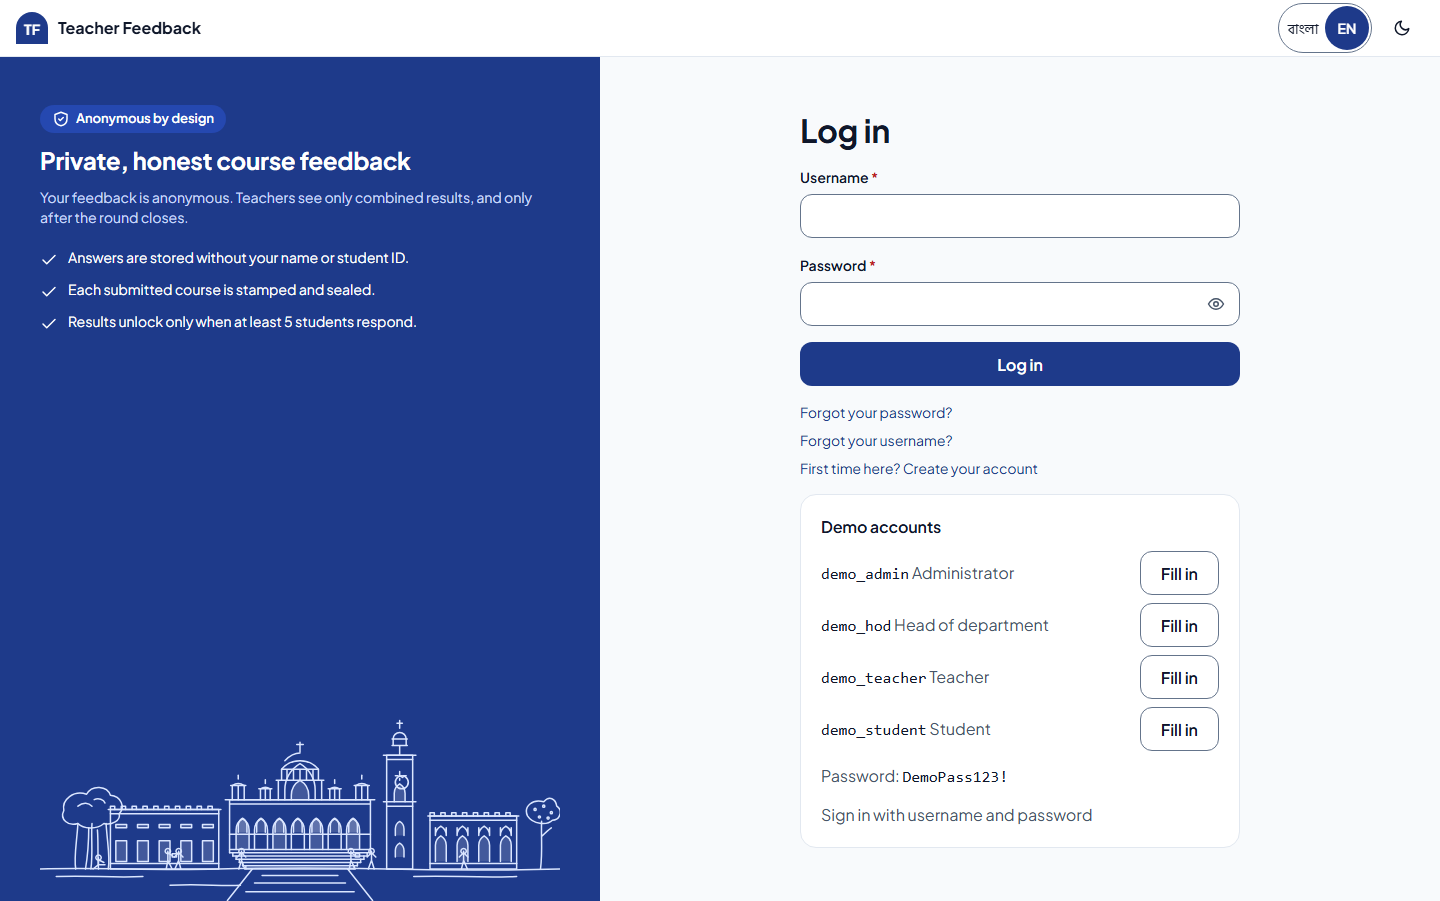 TF Teacher Feedback
বাংলা EN
Anonymous by design
Private, honest course feedback
Your feedback is anonymous. Teachers see only combined results, and only
after the round closes.
Answers are stored without your name or student ID.
Each submitted course is stamped and sealed.
Results unlock only when at least 5 students respond.
Log in
Username *
Password *
Log in
Forgot your password?
Forgot your username?
First time here? Create your account
Demo accounts
demo_admin Administrator Fill in
demo_hod Head of department Fill in
demo_teacher Teacher Fill in
demo_student Student Fill in
Password: DemoPass123!
Sign in with username and password